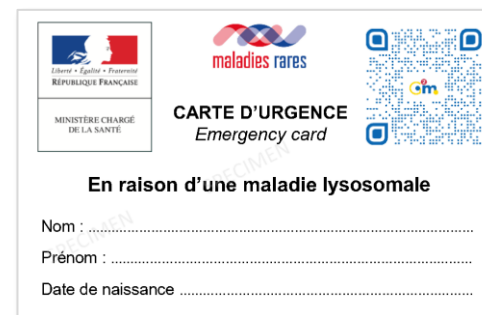 Liberté • Égalité • Fraternité
RÉPUBLIQUE FRANÇAISE
MINISTÈRE CHARGÉ
DE LA SANTÉ
maladies rares
CARTE D'URGENCE
Emergency card
SPECIMEN
En raison d'une maladie lysosomale
SPECIMEN
Nom : ......................................................................................
Prénom : ................................................................................
Date de naissance ..................................................................